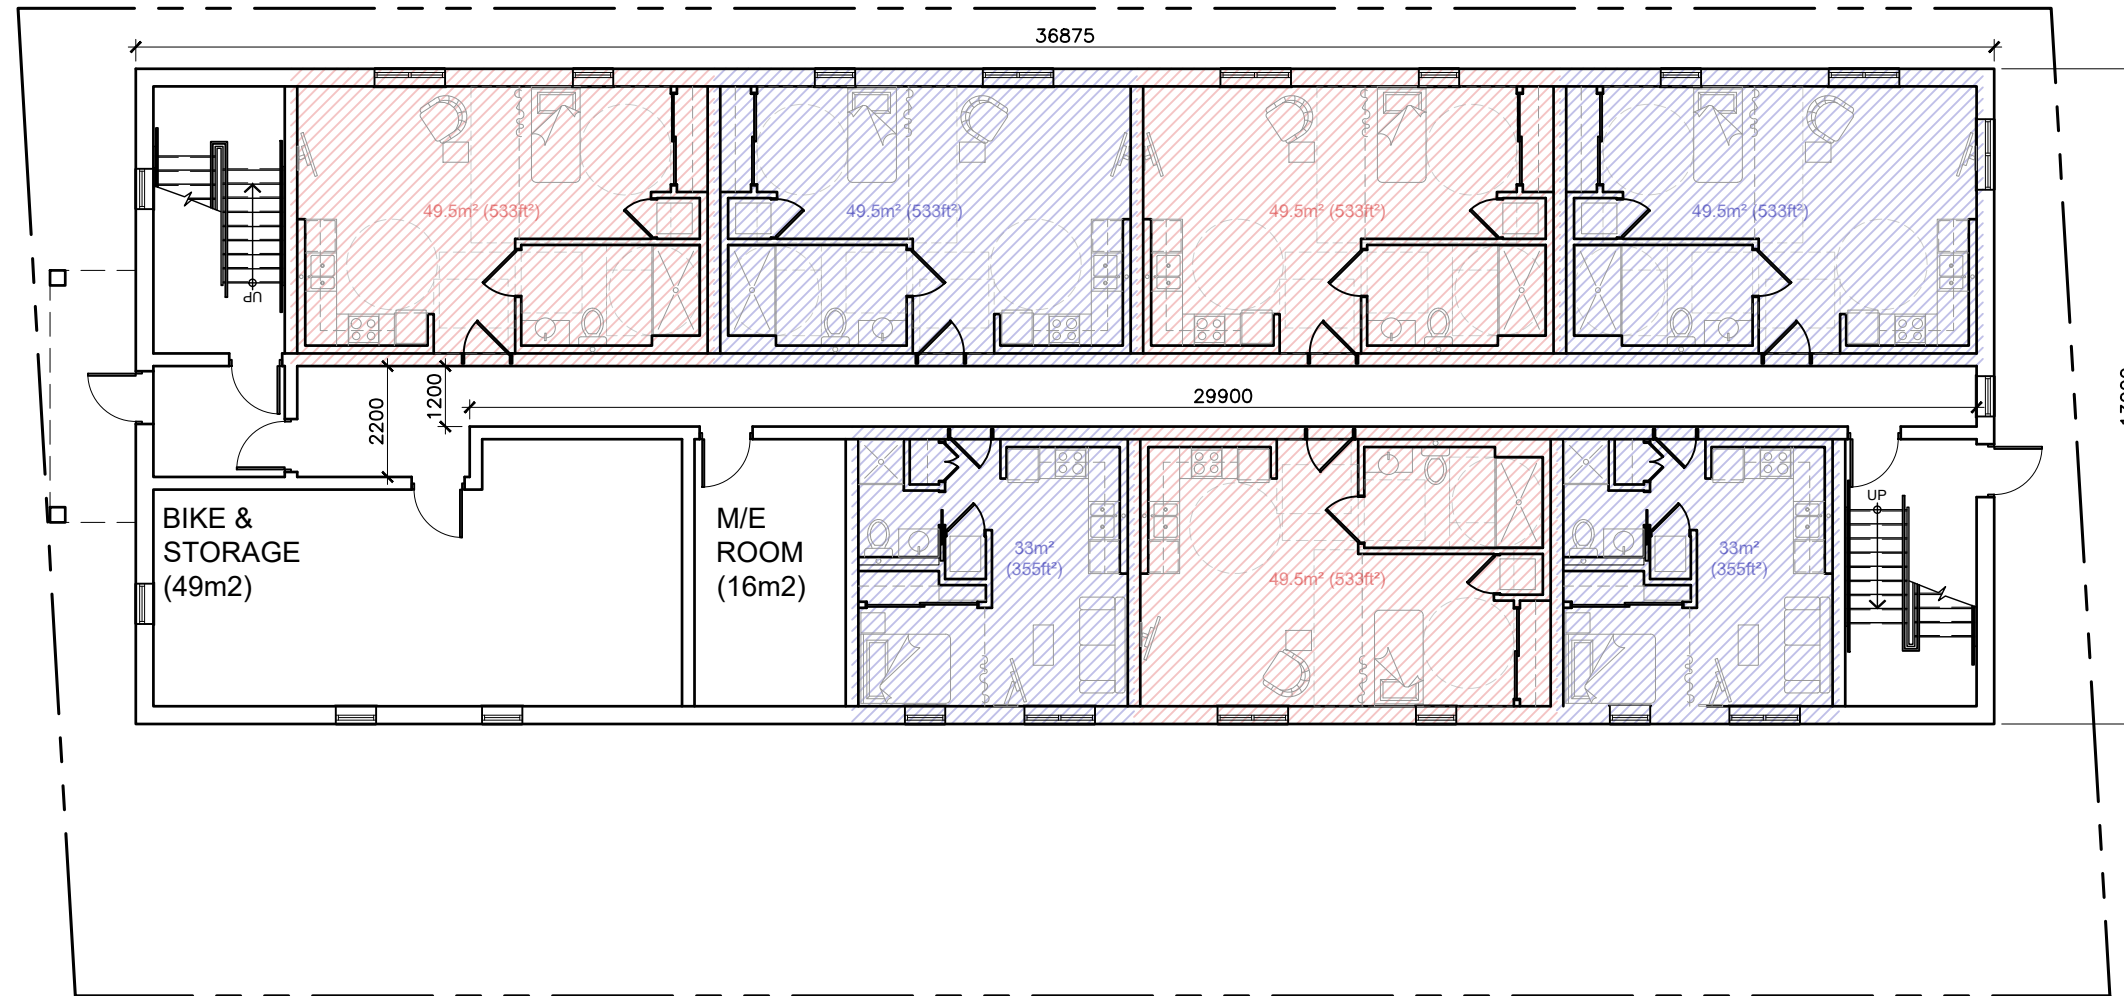 36875
49.5m² (533ft²)
49.5m² (533ft²)
49.5m² (533ft²)
49.5m² (533ft²)
UP
2200
1200
29900
BIKE &
STORAGE
(49m2)
M/E
ROOM
(16m2)
33m²
(355ft²)
49.5m² (533ft²)
33m²
(355ft²)
UP